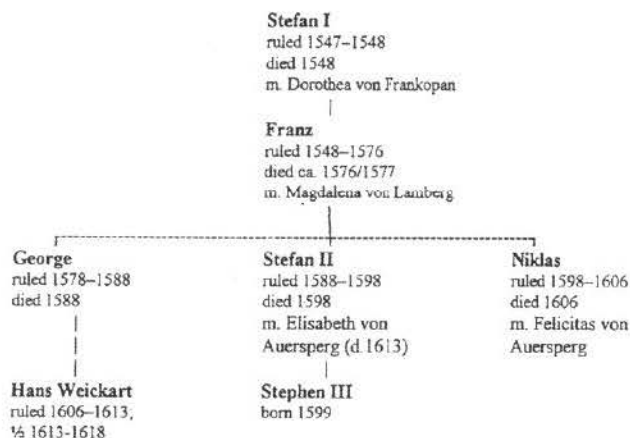 Stefan I
ruled 1547–1548
died 1548
m. Dorothea von Frankopan
Franz
ruled 1548–1576
died ca. 1576/1577
m. Magdalena von Lamberg
George
ruled 1578–1588
died 1588
Stefan II
ruled 1588–1598
died 1598
m. Elisabeth von
Auersperg (d.1613)
Niklas
ruled 1598–1606
died 1606
m. Felicitas von
Auersperg
Hans Weickart
ruled 1606–1613;
½ 1613-1618
Stephen III
born 1599